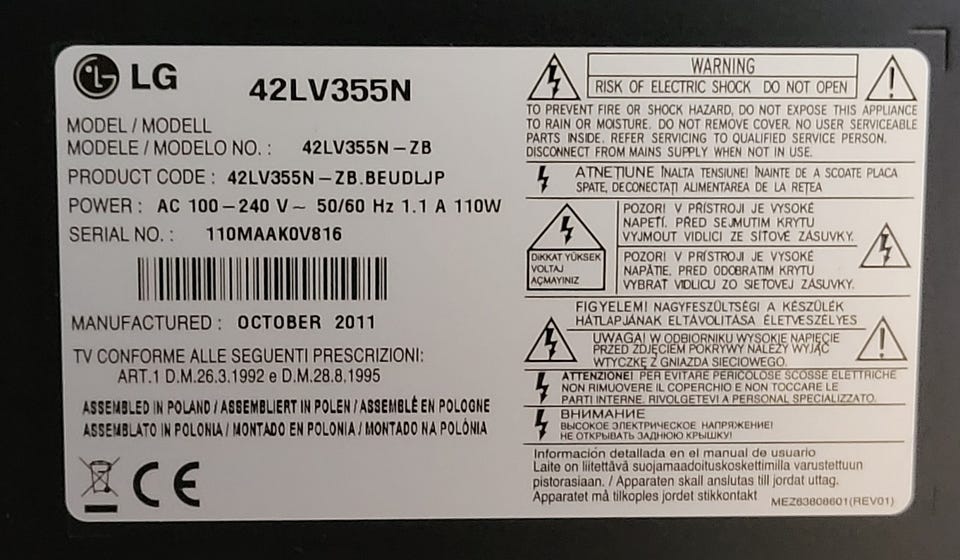 LG
42LV355N
MODEL / MODELL
MODELE / MODELO NO. : 42LV355N-ZB
PRODUCT CODE : 42LV355N-ZB.BEUDLJP
POWER : AC 100-240 V~ 50/60 Hz 1.1 A 110W
SERIAL NO. : 110MAAK0V816
MANUFACTURED : OCTOBER 2011
TV CONFORME ALLE SEGUENTI PRESCRIZIONI:
ART.1 D.M.26.3.1992 e D.M.28.8.1995
ASSEMBLED IN POLAND / ASSEMBLIERT IN POLEN / ASSEMBLÉ EN POLOGNE
ASSEMBLATO IN POLONIA / MONTADO EN POLONIA / MONTADO NA POLÓNIA
CE
WARNING
RISK OF ELECTRIC SHOCK DO NOT OPEN
TO PREVENT FIRE OR SHOCK HAZARD, DO NOT EXPOSE THIS APPLIANCE
TO RAIN OR MOISTURE. DO NOT REMOVE COVER. NO USER SERVICEABLE
PARTS INSIDE. REFER SERVICING TO QUALIFIED SERVICE PERSON.
DISCONNECT FROM MAINS SUPPLY WHEN NOT IN USE.
ATNEŢIUNE ÎNALTA TENSIUNE! ÎNAINTE DE A SCOATE PLACA
SPATE, DECONECTAŢI ALIMENTAREA DE LA REŢEA
DİKKAT YÜKSEK
VOLTAJ
AÇMAYINIZ
POZOR! V PŘÍSTROJI JE VYSOKÉ
NAPETÍ. PŘED SEJMUTIM KRYTU
VYJMOUT VIDLICI ZE SÍŤOVÉ ZÁSUVKY.
POZOR! V PRÍSTROJI JE VYSOKÉ
NAPÄTIE. PRED ODOBRATIM KRYTU
VYBRAŤ VIDLICU ZO SIEŤOVEJ ZÁSUVKY.
FIGYELEM! NAGYFESZÜLTSÉG! A KÉSZÜLÉK
HÁTLAPJÁNAK ELTÁVOLITÁSA ÉLETVESZÉLYES
UWAGA! W ODBIORNIKU WYSOKIE NAPIĘCIE
PRZED ZDJĘCIEM POKRYWY NALEŻY WYJĄĆ
WTYCZKĘ Z GNIAZDA SIECIOWEGO.
ATTENZIONE! PER EVITARE PERICOLOSE SCOSSE ELETTRICHE
NON RIMUOVERE IL COPERCHIO E NON TOCCARE LE
PARTI INTERNE. RIVOLGETEVI A PERSONAL SPECIALIZZATO.
ВНИМАНИЕ
ВЫСОКОЕ ЭЛЕКТРИЧЕСКОЕ НАПРЯЖЕНИЕ!
НЕ ОТКРЫВАТЬ ЗАДНЮЮ КРЫШКУ!
Información detallada en el manual de usuario
Laite on liitettävä suojamaadoituskoskettimilla varustettuun
pistorasiaan. / Apparaten skall anslutas till jordat uttag.
Apparatet må tilkoples jordet stikkontakt MEZ63608601(REV01)